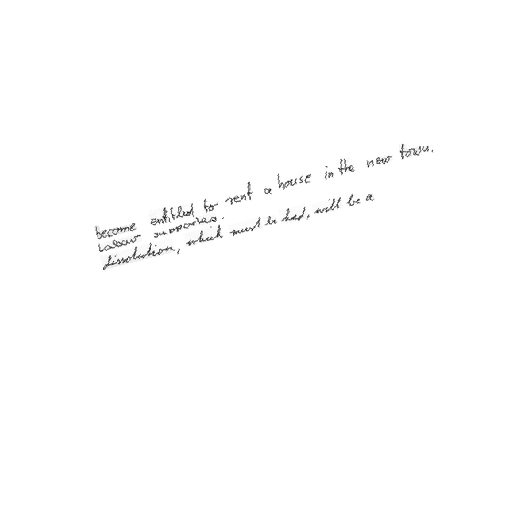 become entitled to rent a house in the new town.
Labour supporters.
dissolution, which must be had, will be a